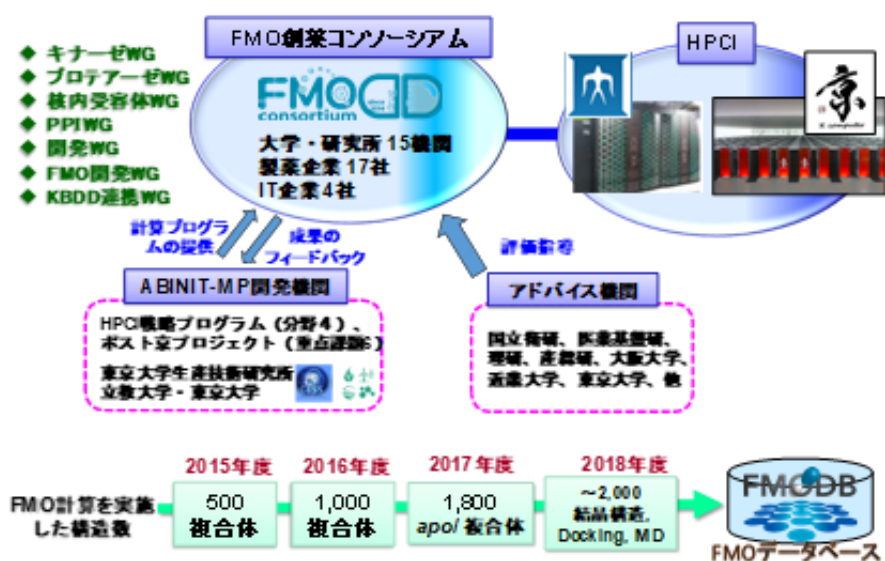 FMO創薬コンソーシアム
HPCI
◆ キナーゼWG
◆ プロテアーゼWG
◆ 核内受容体WG
◆ PPIWG
◆ 開発WG
◆ FMO開発WG
◆ KBDD連携WG
FMODD
consortium
大学・研究所 15機関
製薬企業 17社
IT企業 4社
京
K computer
計算プログラ
ムの提供
成果の
フィードバック
評価指導
ABINIT-MP開発機関
HPCI戦略プログラム(分野4)、
ポスト京プロジェクト(重点課題6)
東京大学生産技術研究所
立教大学・東京大学
アドバイス機関
国立衛研、医薬基盤研、
理研、産総研、大阪大学、
近畿大学、東京大学、他
FMO計算を実施
した構造数
2015年度
500
複合体
2016年度
1,000
複合体
2017年度
1,800
apo/ 複合体
2018年度
~2,000
結晶構造,
Docking, MD
FMODB
FMOデータベース